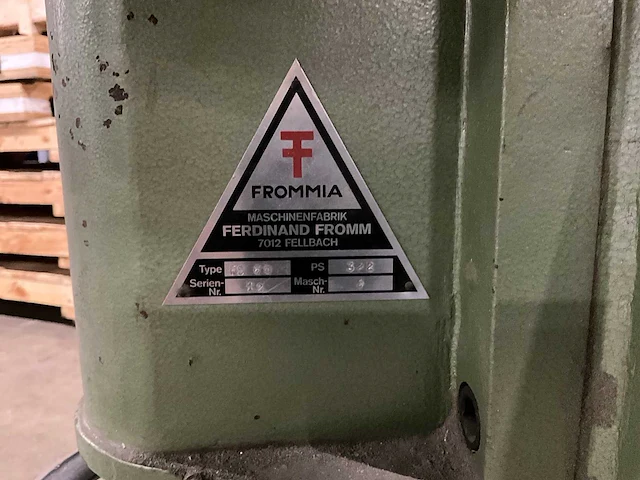 FROMMIA
MASCHINENFABRIK
FERDINAND FROMM
7012 FELLBACH
Type PS
Serien-Nr. Masch-Nr.